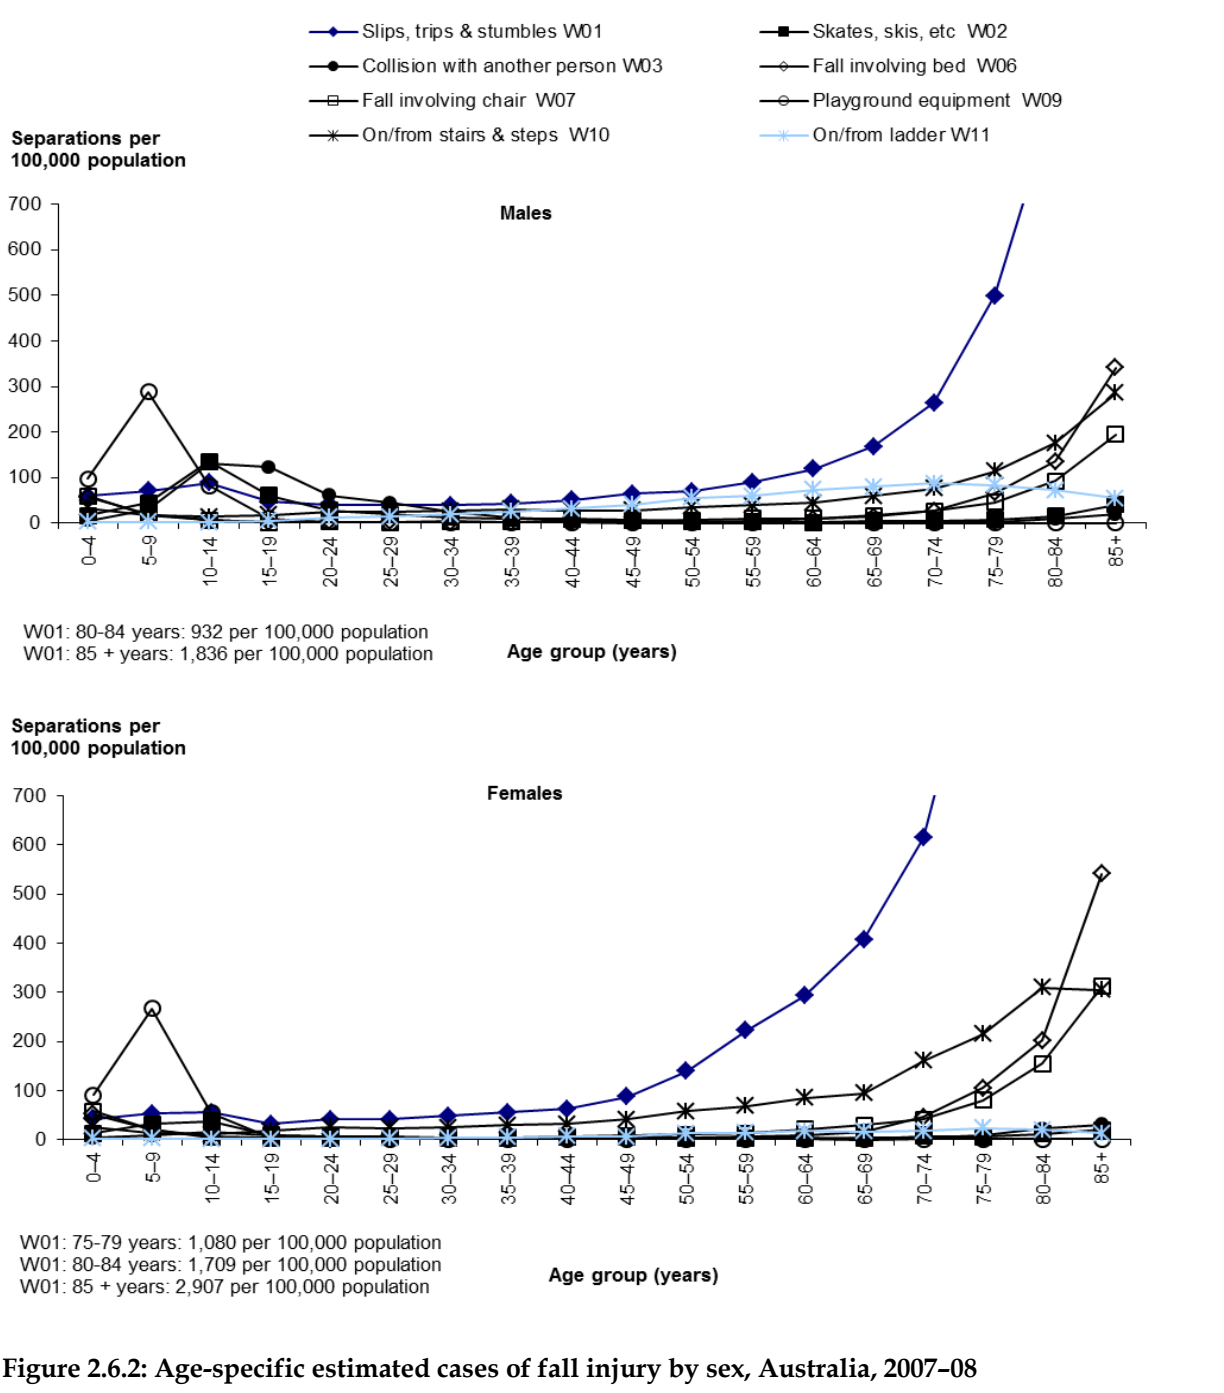 Slips, trips & stumbles W01
Skates, skis, etc W02
Collision with another person W03
Fall involving bed W06
Fall involving chair W07
Playground equipment W09
On/from stairs & steps W10
On/from ladder W11
Separations per
100,000 population
Males
700
600
500
400
300
200
100
0
0–4
5–9
10–14
15–19
20–24
25–29
30–34
35–39
40–44
45–49
50–54
55–59
60–64
65–69
70–74
75–79
80–84
85+
W01: 80-84 years: 932 per 100,000 population
W01: 85 + years: 1,836 per 100,000 population
Age group (years)
Separations per
100,000 population
Females
700
600
500
400
300
200
100
0
0–4
5–9
10–14
15–19
20–24
25–29
30–34
35–39
40–44
45–49
50–54
55–59
60–64
65–69
70–74
75–79
80–84
85+
W01: 75-79 years: 1,080 per 100,000 population
W01: 80-84 years: 1,709 per 100,000 population
W01: 85 + years: 2,907 per 100,000 population
Age group (years)
Figure 2.6.2: Age-specific estimated cases of fall injury by sex, Australia, 2007–08